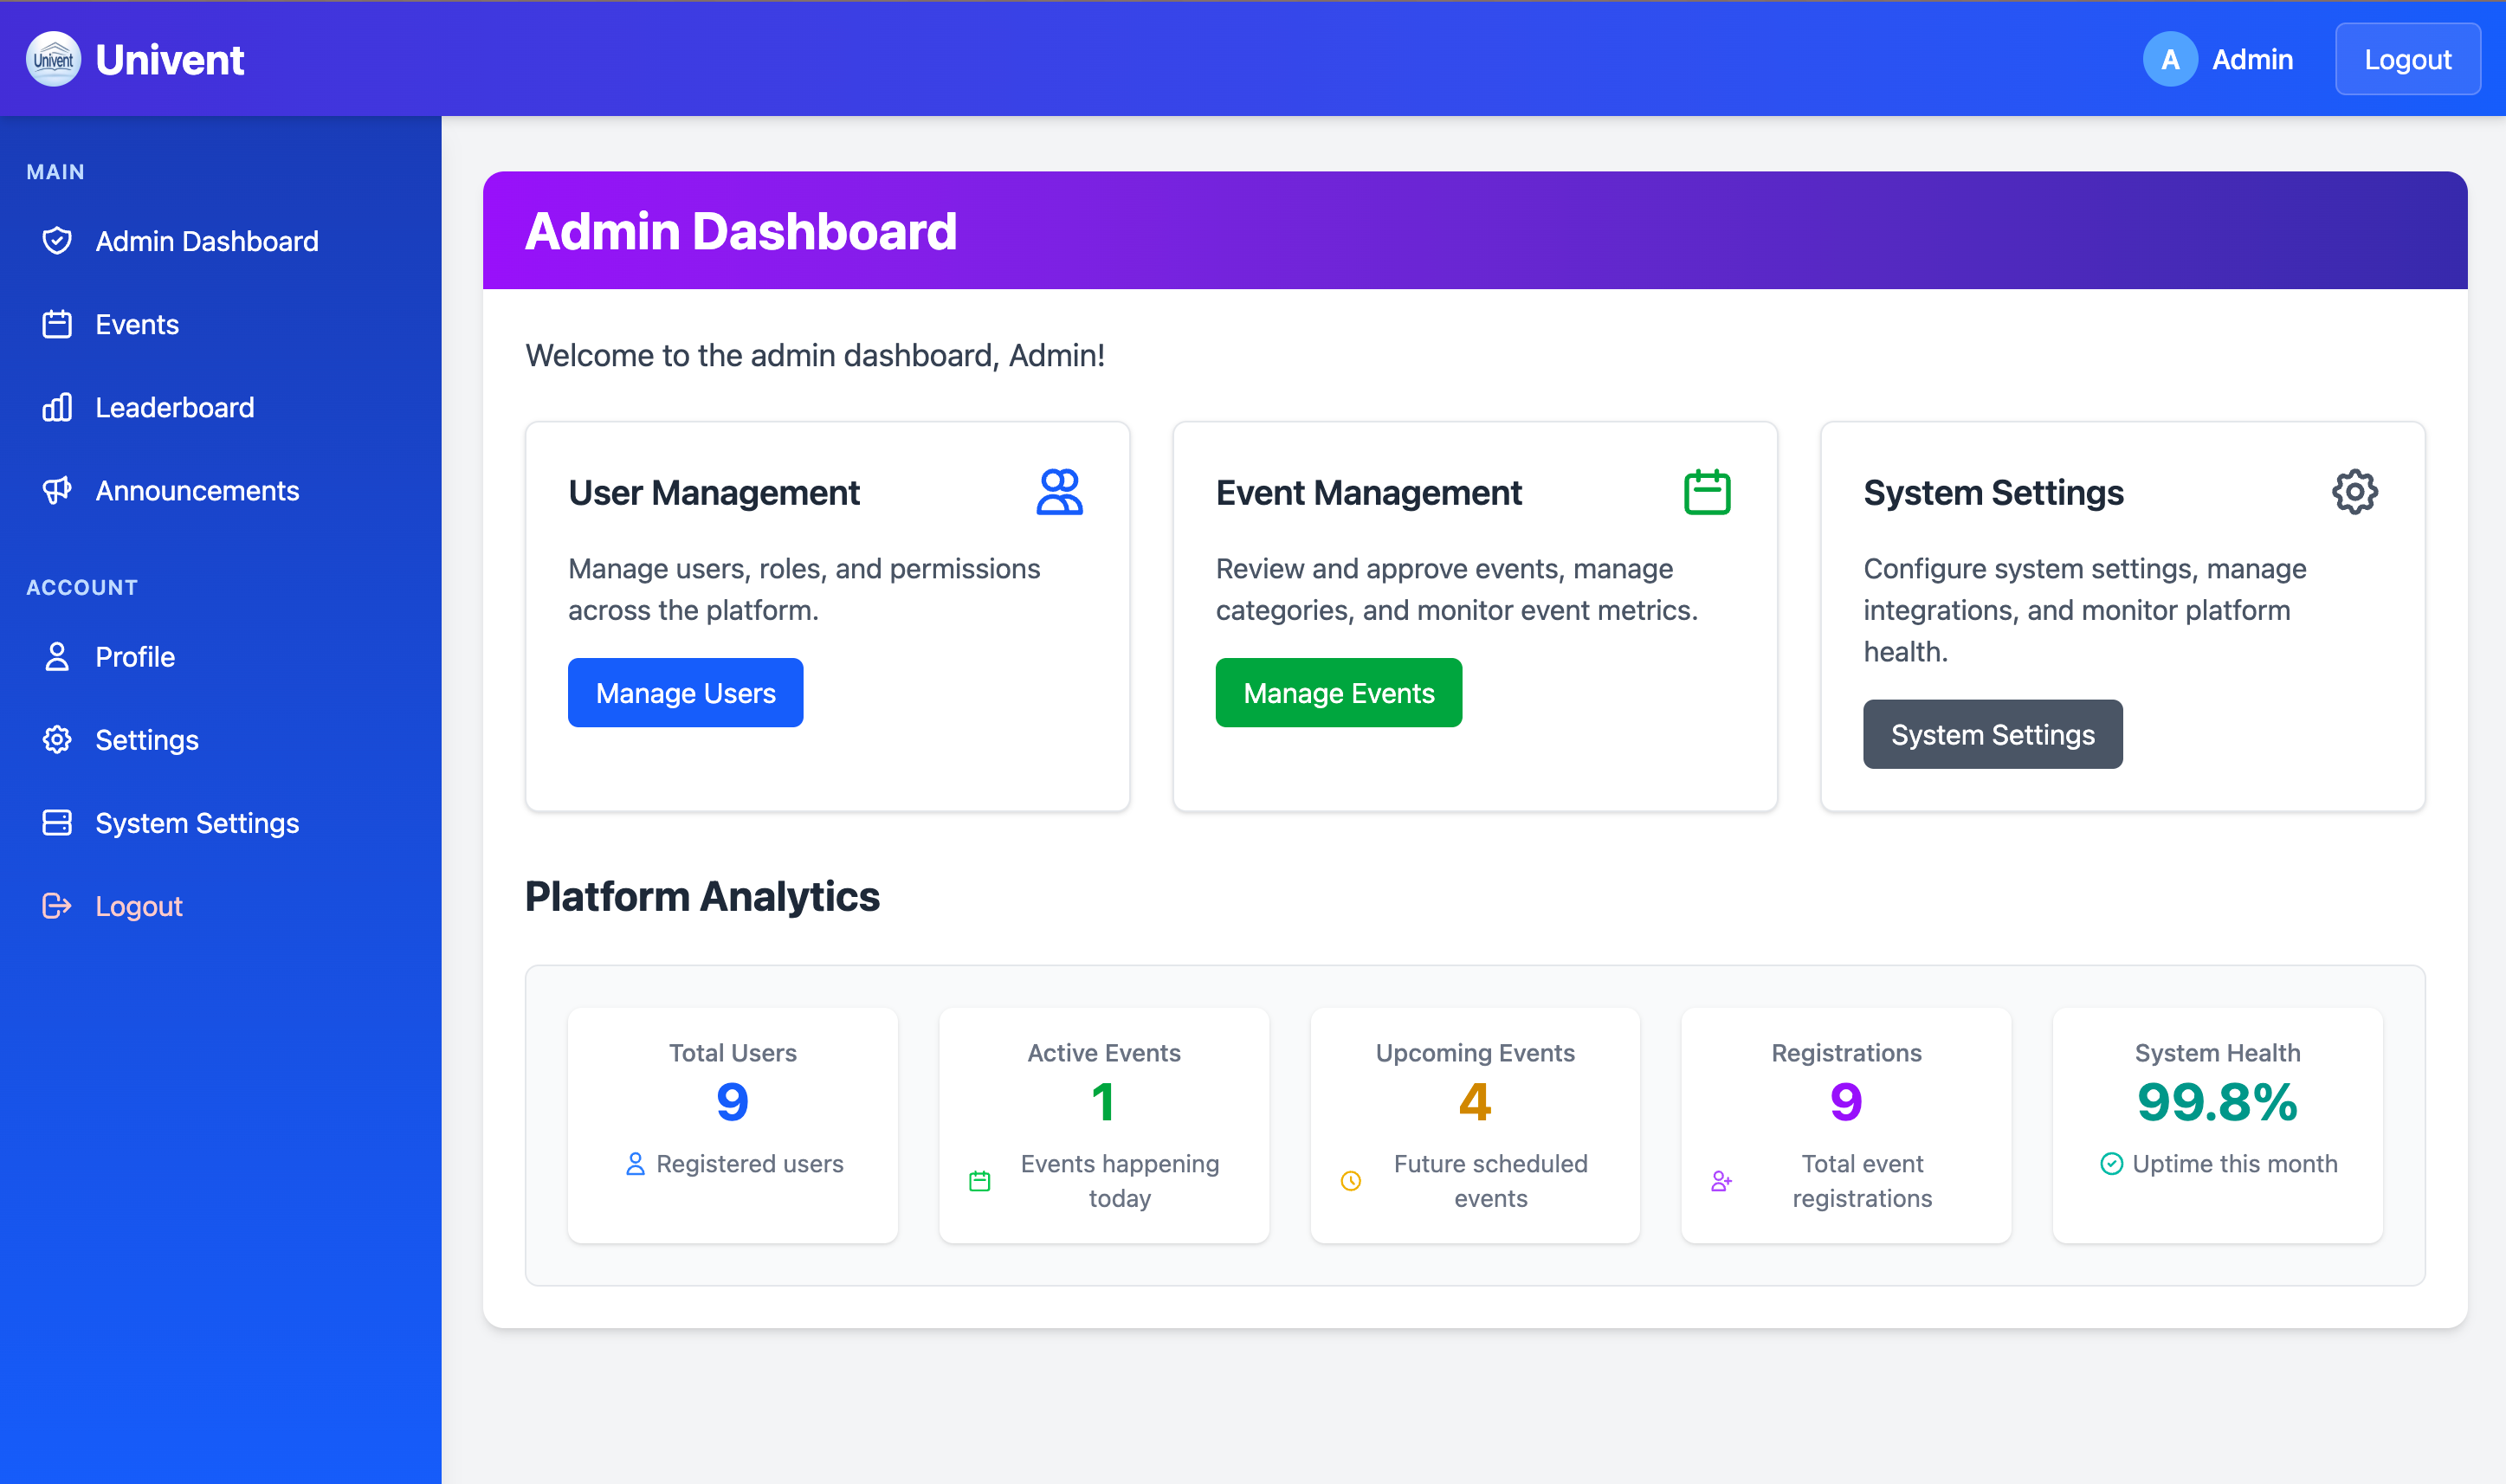 Univent
Univent
A
Admin
Logout
MAIN
Admin Dashboard
Events
Leaderboard
Announcements
ACCOUNT
Profile
Settings
System Settings
Logout
Admin Dashboard
Welcome to the admin dashboard, Admin!
User Management
Manage users, roles, and permissions
across the platform.
Manage Users
Event Management
Review and approve events, manage
categories, and monitor event metrics.
Manage Events
System Settings
Configure system settings, manage
integrations, and monitor platform
health.
System Settings
Platform Analytics
Total Users
9
Registered users
Active Events
1
Events happening
today
Upcoming Events
4
Future scheduled
events
Registrations
9
Total event
registrations
System Health
99.8%
Uptime this month